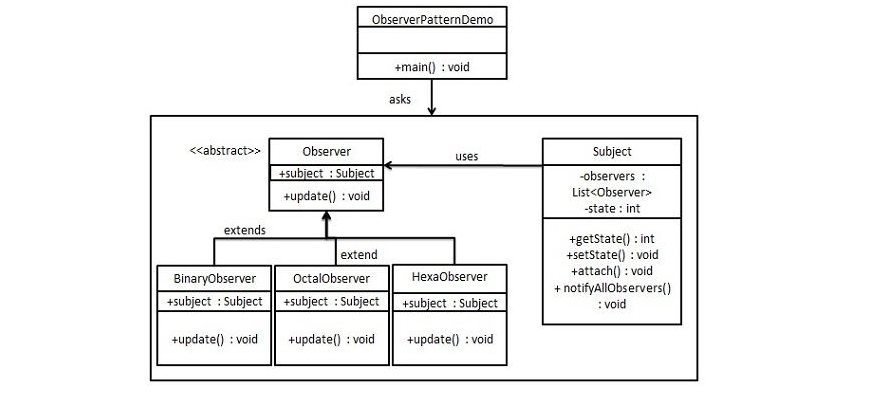 ObserverPatternDemo
+main() : void
asks
<<abstract>>
Observer
+subject : Subject
+update() : void
uses
Subject
-observers :
List<Observer>
-state : int
+getState() : int
+setState() : void
+attach() : void
+ notifyAllObservers()
: void
extends
extend
BinaryObserver
+subject : Subject
+update() : void
OctalObserver
+subject : Subject
+update() : void
HexaObserver
+subject : Subject
+update() : void